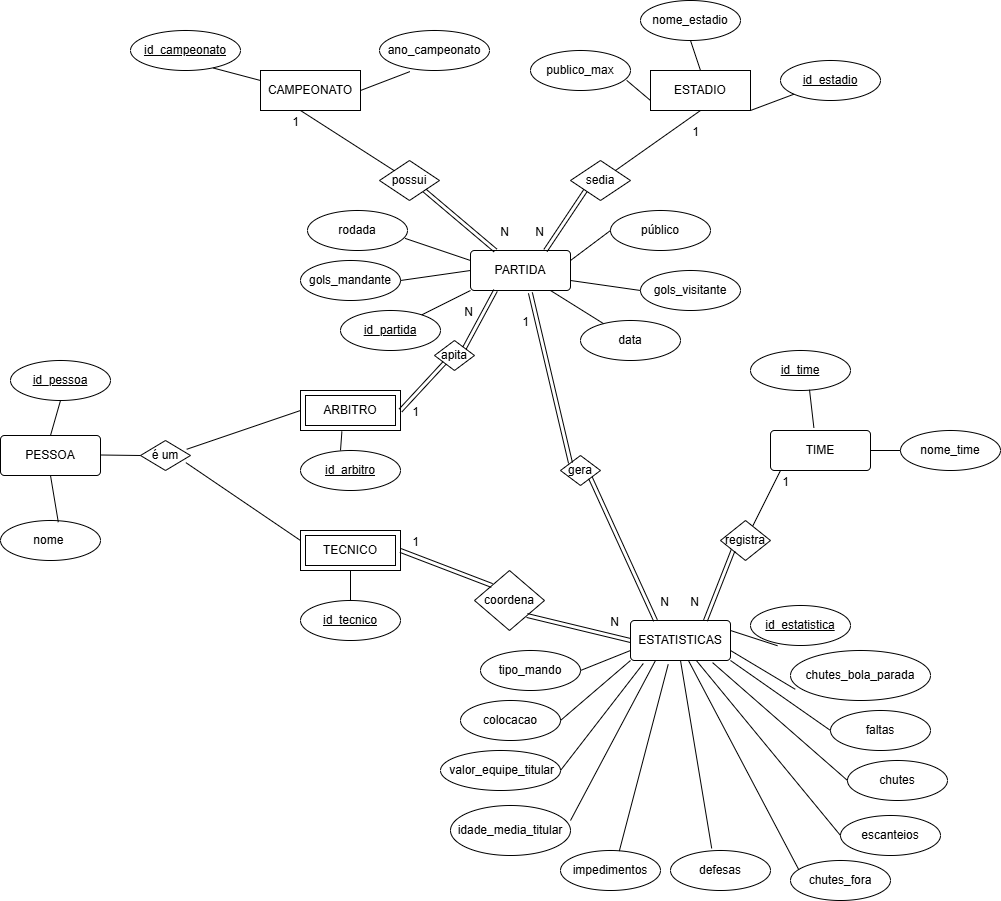 nome_estadio
id_campeonato
ano_campeonato
publico_max
id_estadio
CAMPEONATO
ESTADIO
1
1
possui
sedia
rodada
N
N
público
PARTIDA
gols_mandante
gols_visitante
id_partida
N
1
data
apita
id_pessoa
id_time
ARBITRO
1
PESSOA
é um
TIME
nome_time
id_arbitro
gera
1
nome
registra
TECNICO
1
coordena
N
N
id_tecnico
N
id_estatistica
ESTATISTICAS
tipo_mando
chutes_bola_parada
colocacao
faltas
valor_equipe_titular
chutes
idade_media_titular
escanteios
impedimentos
defesas
chutes_fora